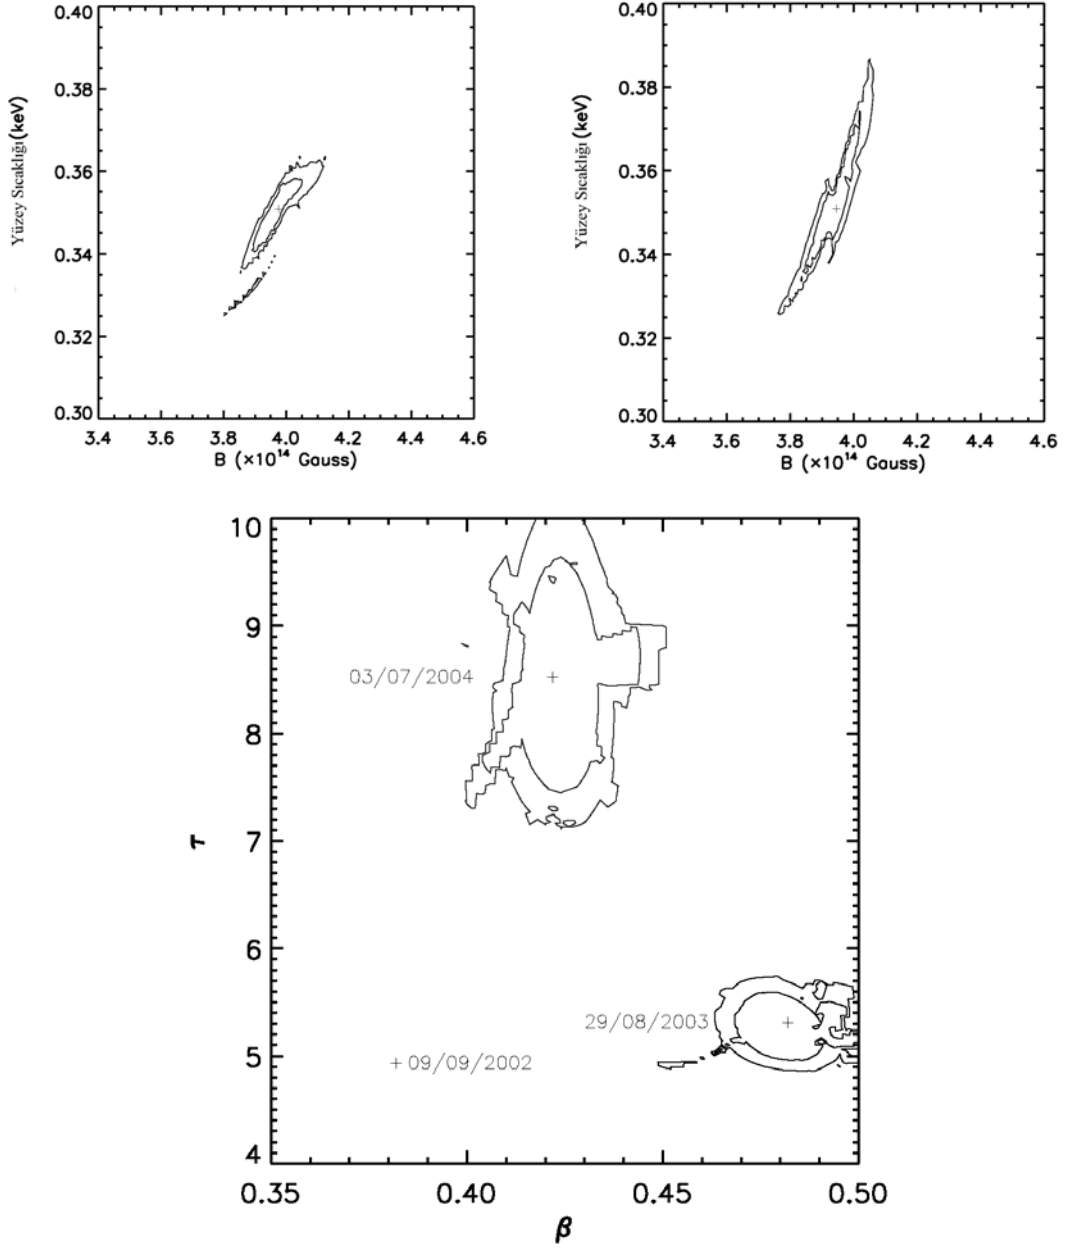 0.40
0.38
0.36
0.34
0.32
0.30
Yüzey Sıcaklığı(keV)
3.4 3.6 3.8 4.0 4.2 4.4 4.6
B (×10¹⁴ Gauss)
0.40
0.38
0.36
0.34
0.32
0.30
Yüzey Sıcaklığı(keV)
3.4 3.6 3.8 4.0 4.2 4.4 4.6
B (×10¹⁴ Gauss)
10
9
8
7
6
5
4
τ
03/07/2004
29/08/2003
09/09/2002
0.35 0.40 0.45 0.50
β